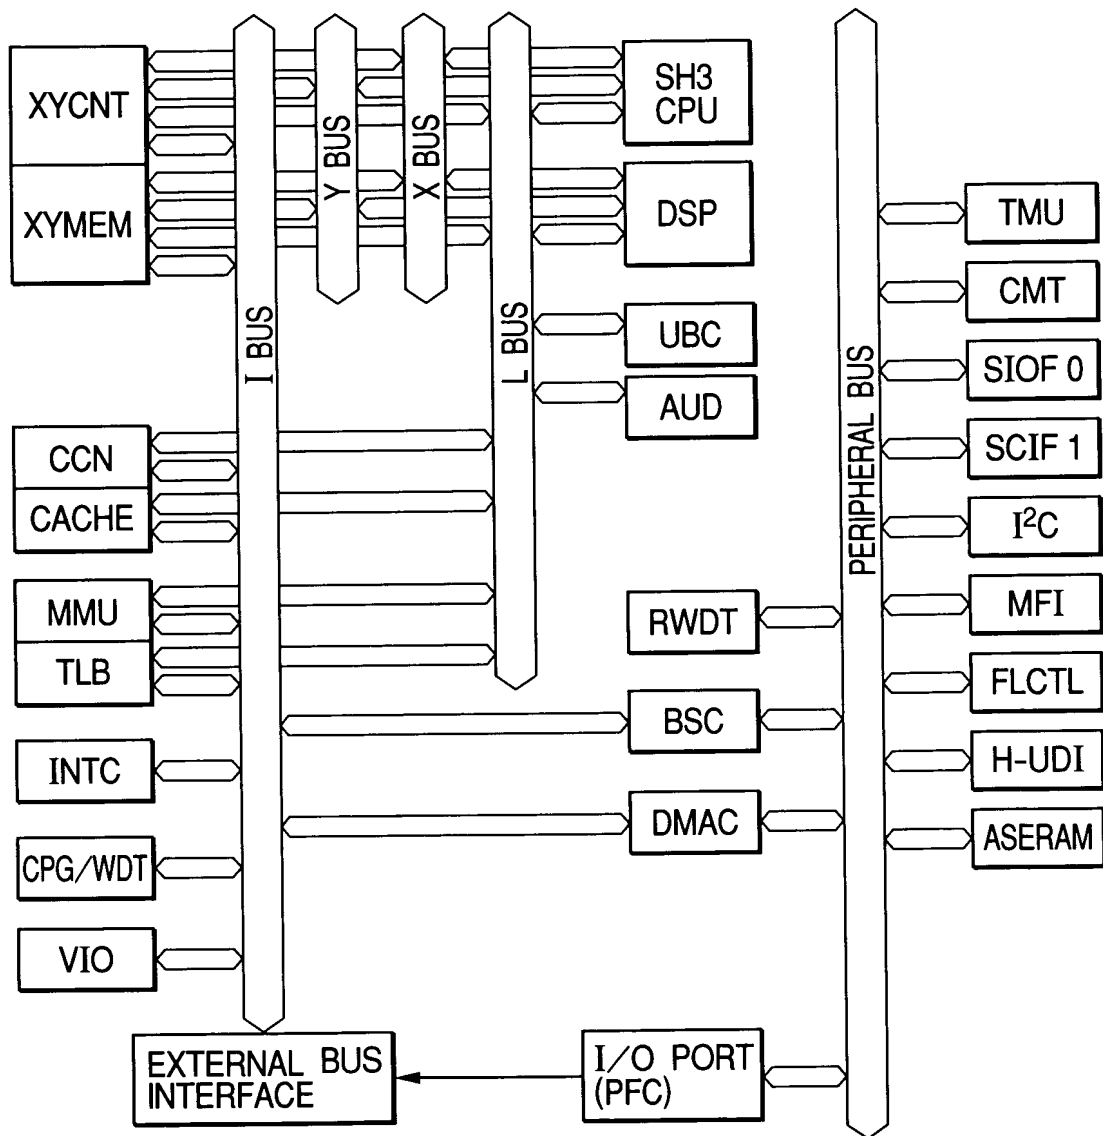 XYCNT
XYMEM
I BUS
Y BUS
X BUS
L BUS
SH3
CPU
DSP
UBC
AUD
PERIPHERAL BUS
TMU
CMT
SIOF 0
SCIF 1
I²C
MFI
FLCTL
H-UDI
ASERAM
CCN
CACHE
MMU
TLB
INTC
CPG/WDT
VIO
RWDT
BSC
DMAC
EXTERNAL BUS
INTERFACE
I/O PORT
(PFC)